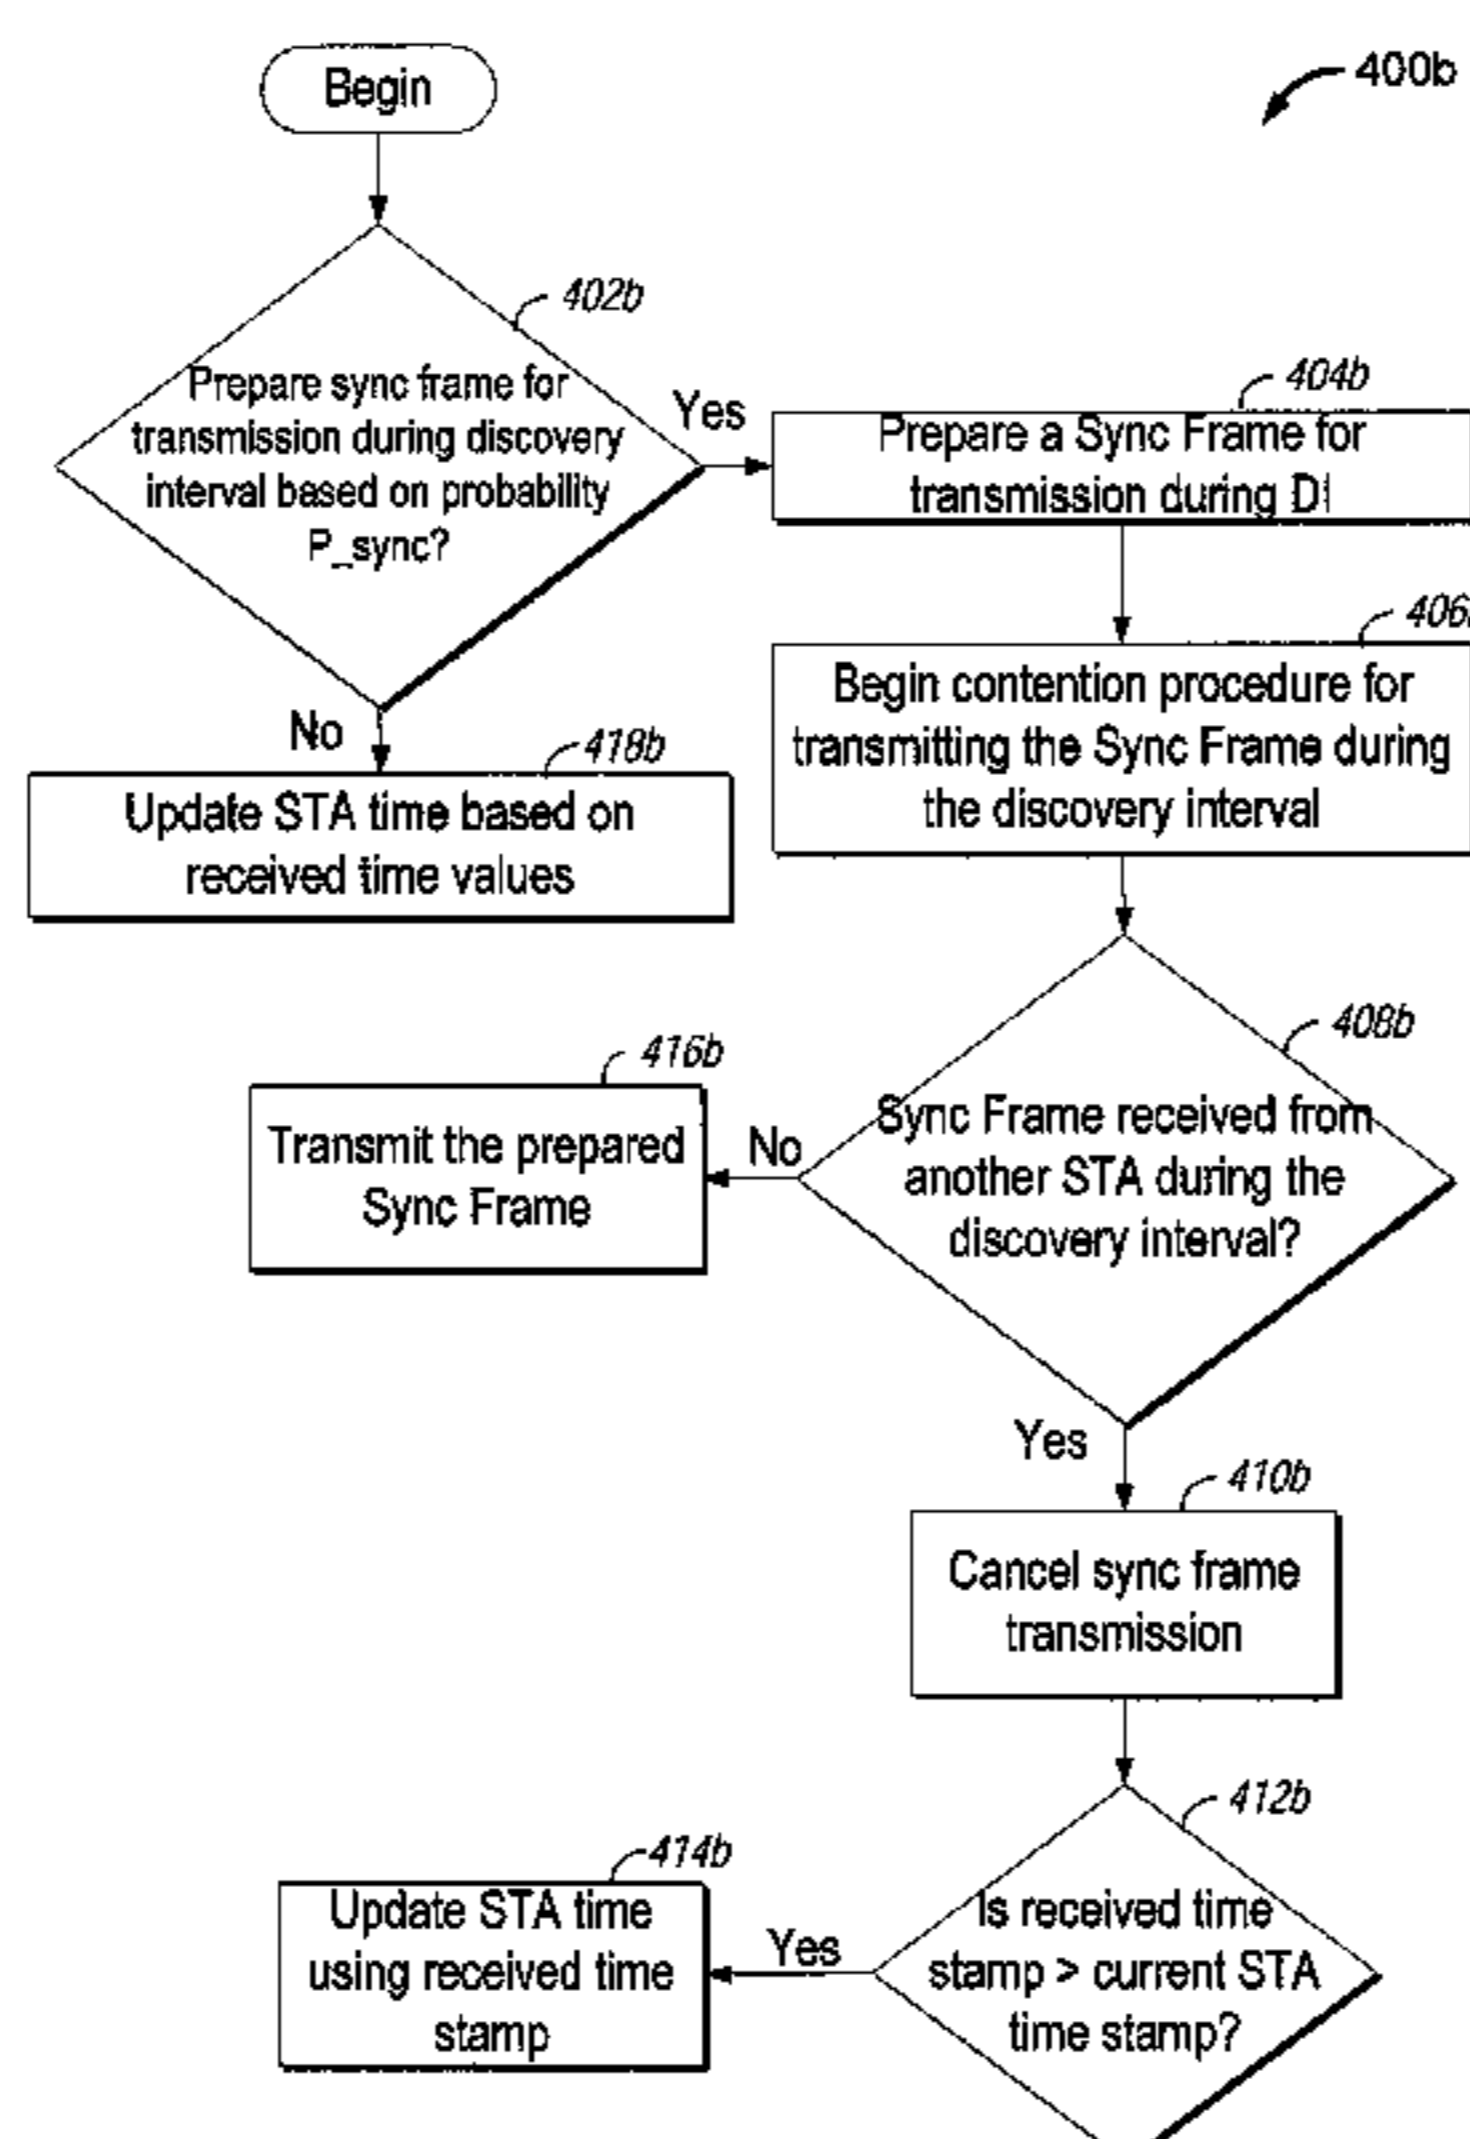 Begin
400b
402b
Prepare sync frame for
transmission during discovery
interval based on probability
P_sync?
Yes
404b
Prepare a Sync Frame for
transmission during DI
406
Begin contention procedure for
transmitting the Sync Frame during
the discovery interval
No
418b
Update STA time based on
received time values
408b
Sync Frame received from
another STA during the
discovery interval?
No
416b
Transmit the prepared
Sync Frame
Yes
410b
Cancel sync frame
transmission
412b
Is received time
stamp > current STA
time stamp?
Yes
414b
Update STA time
using received time
stamp